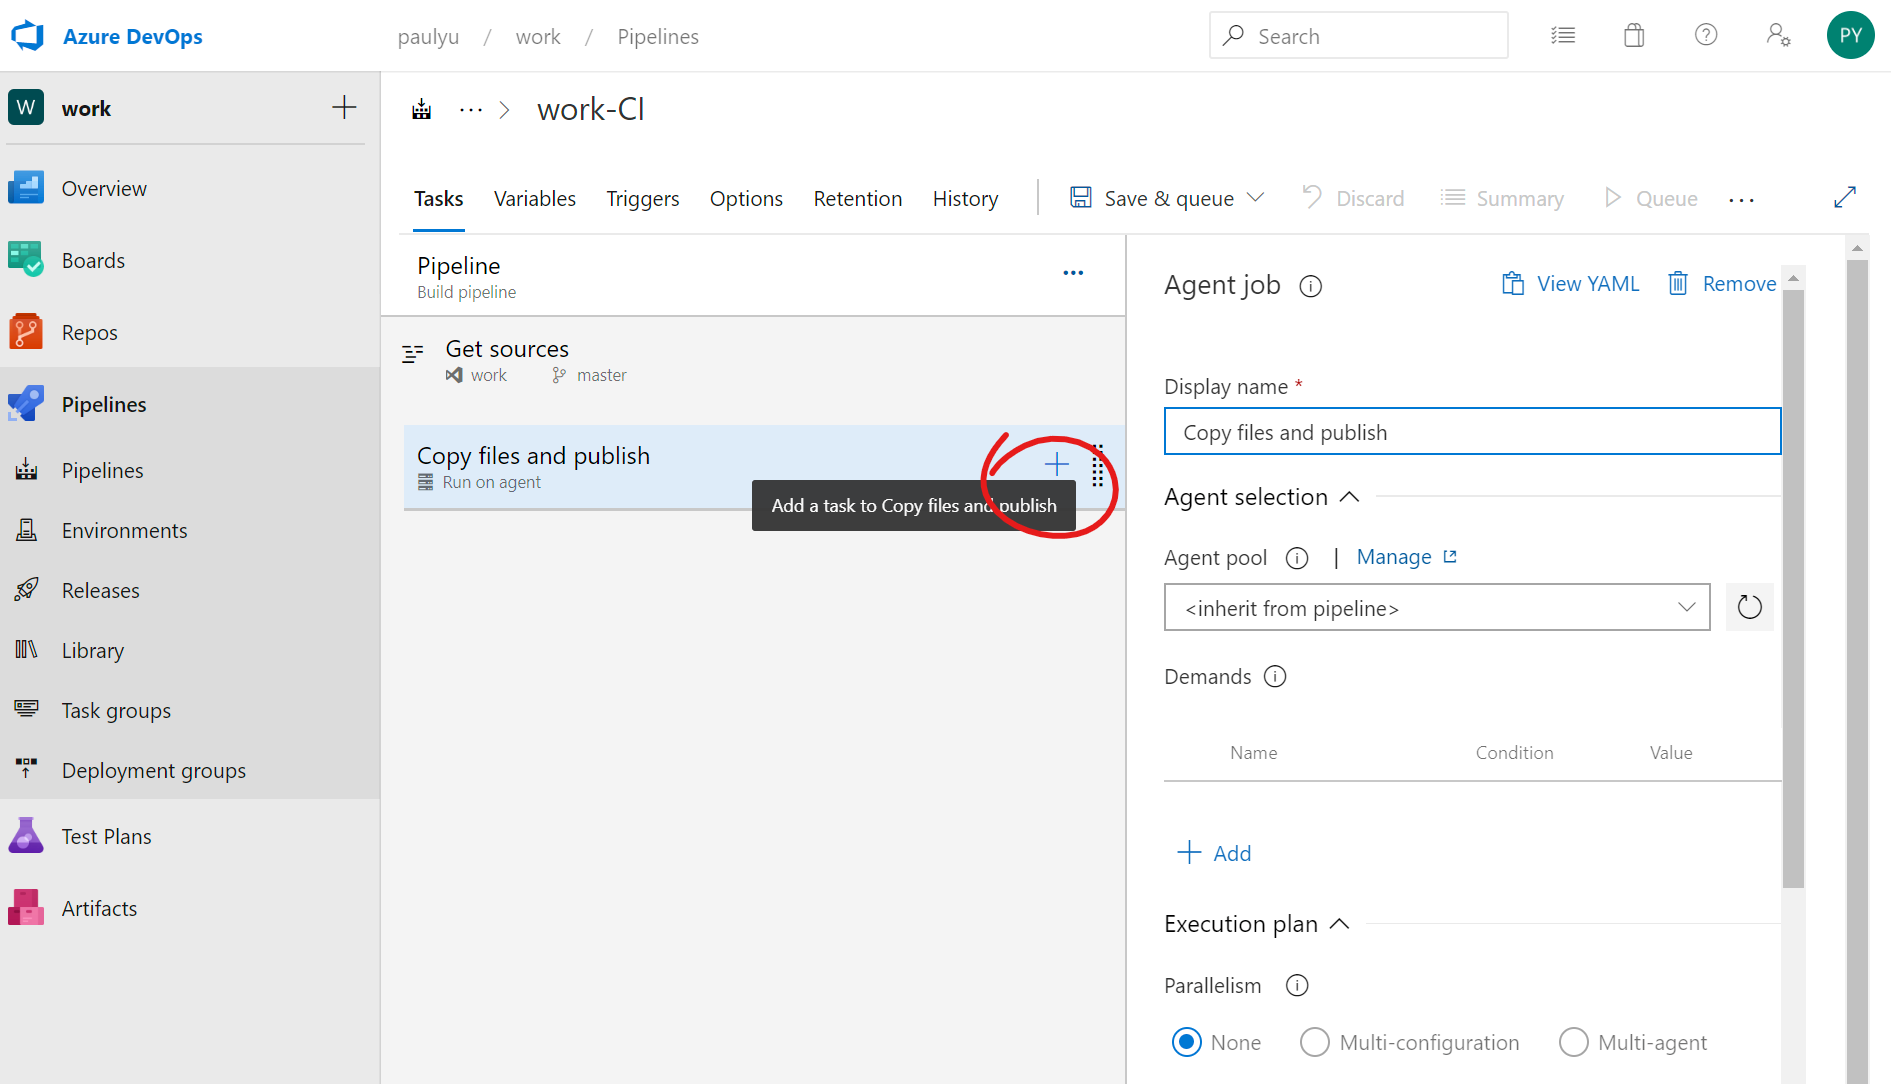 Azure DevOps
paulyu / work / Pipelines
Search
PY
W work
work-CI
Overview
Boards
Repos
Pipelines
Pipelines
Environments
Releases
Library
Task groups
Deployment groups
Test Plans
Artifacts
Tasks Variables Triggers Options Retention History Save & queue Discard Summary Queue
Pipeline
Build pipeline
Get sources
work master
Copy files and publish
Run on agent
Add a task to Copy files and publish
Agent job View YAML Remove
Display name *
Copy files and publish
Agent selection
Agent pool | Manage
<inherit from pipeline>
Demands
Name Condition Value
Add
Execution plan
Parallelism
None Multi-configuration Multi-agent